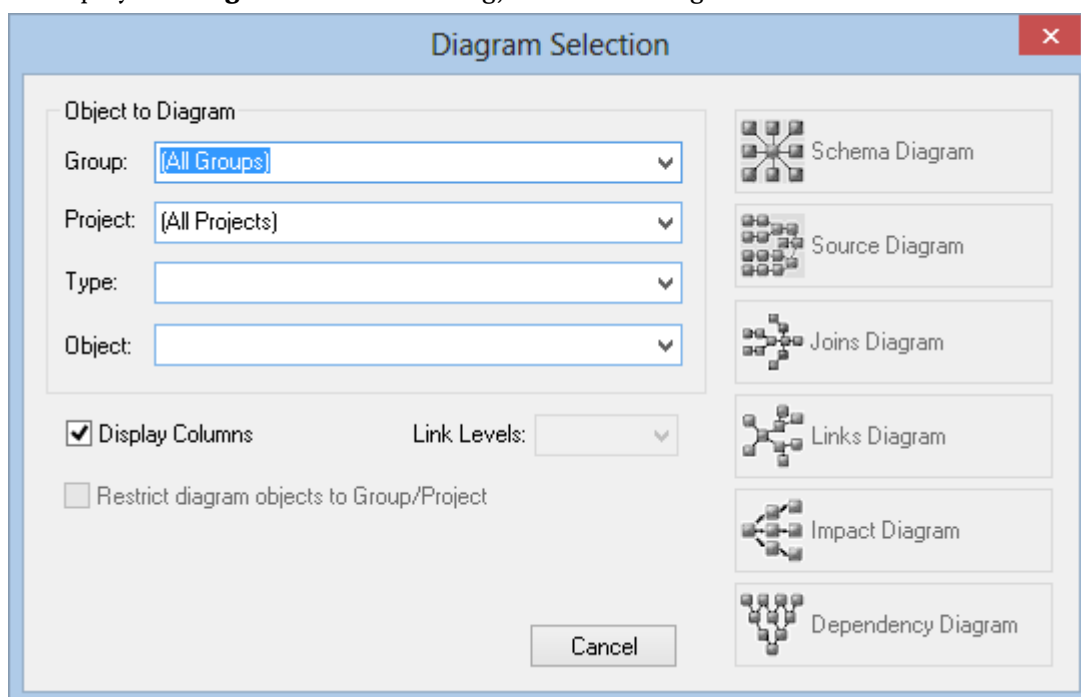 Diagram Selection
Object to Diagram
Group: (All Groups)
Project: (All Projects)
Type:
Object:
Display Columns
Link Levels:
Restrict diagram objects to Group/Project
Cancel
Schema Diagram
Source Diagram
Joins Diagram
Links Diagram
Impact Diagram
Dependency Diagram